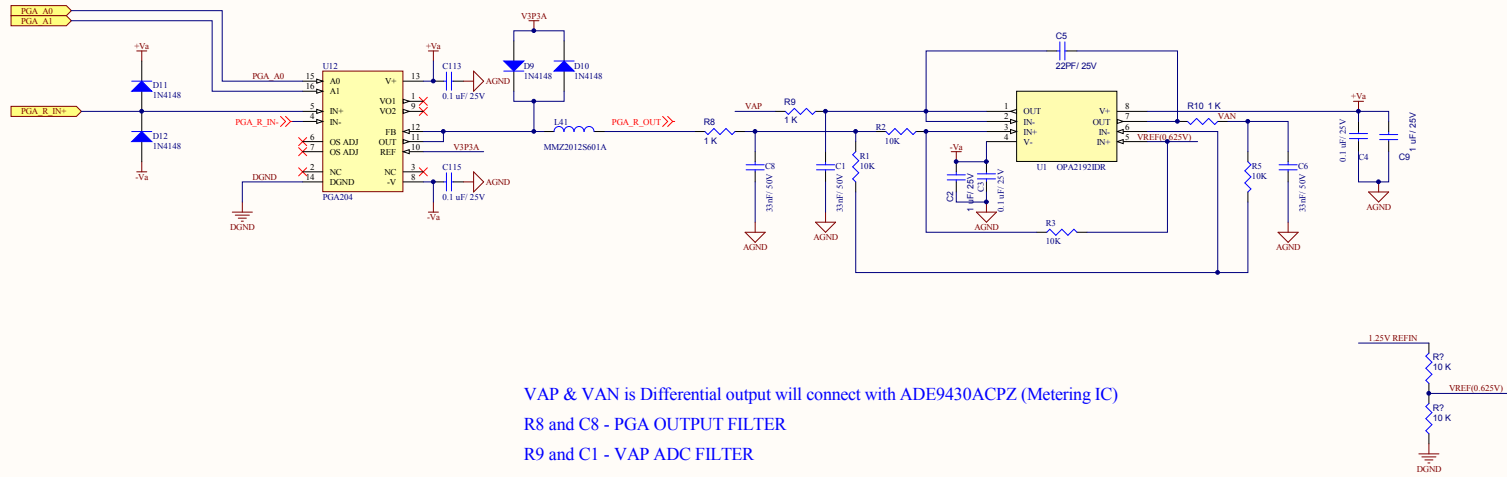 PGA_A0
PGA_A1
V3P3A
+Va
+Va
D9
1N4148
D10
1N4148
C5
22PF/ 25V
U12
C113
AGND
0.1 uF/ 25V
D11
1N4148
PGA_A0
15
A0
V+
13
16
A1
VO1
1
VO2
9
PGA_R_IN+
5
IN+
PGA_R_IN-
4
IN-
FB
12
6
OS ADJ
OUT
11
7
OS ADJ
REF
10
V3P3A
2
NC
NC
3
DGND
14
DGND
-V
8
PGA204
D12
1N4148
-Va
DGND
C115
AGND
0.1 uF/ 25V
-Va
L41
MMZ2012S601A
PGA_R_OUT
R8
1 K
VAP
R9
1 K
C8
33nF/ 50V
AGND
C1
33nF/ 50V
AGND
R1
10K
R2
10K
1
OUT
V+
8
2
IN-
OUT
7
3
IN+
IN-
6
4
V-
IN+
5
U1
OPA2192IDR
-Va
C2
1 uF/ 25V
C3
0.1 uF/ 25V
AGND
R3
10K
R10 1 K
VAN
VREF(0.625V)
R5
10K
C6
33nF/ 50V
AGND
+Va
0.1 uF/ 25V
C4
C9
1 uF/ 25V
AGND
1.25V REFIN
R?
10 K
VREF(0.625V)
R?
10 K
DGND
VAP & VAN is Differential output will connect with ADE9430ACPZ (Metering IC)
R8 and C8 - PGA OUTPUT FILTER
R9 and C1 - VAP ADC FILTER